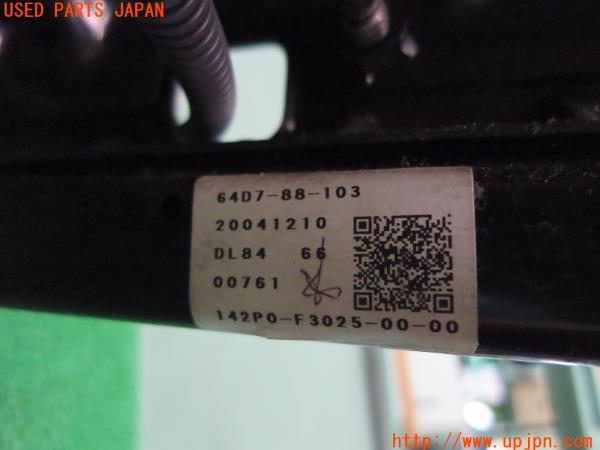 USED PARTS JAPAN
64D7-88-103
20041210
DL84 66
00761
142P0-F3025-00-00
http://www.upjpn.com